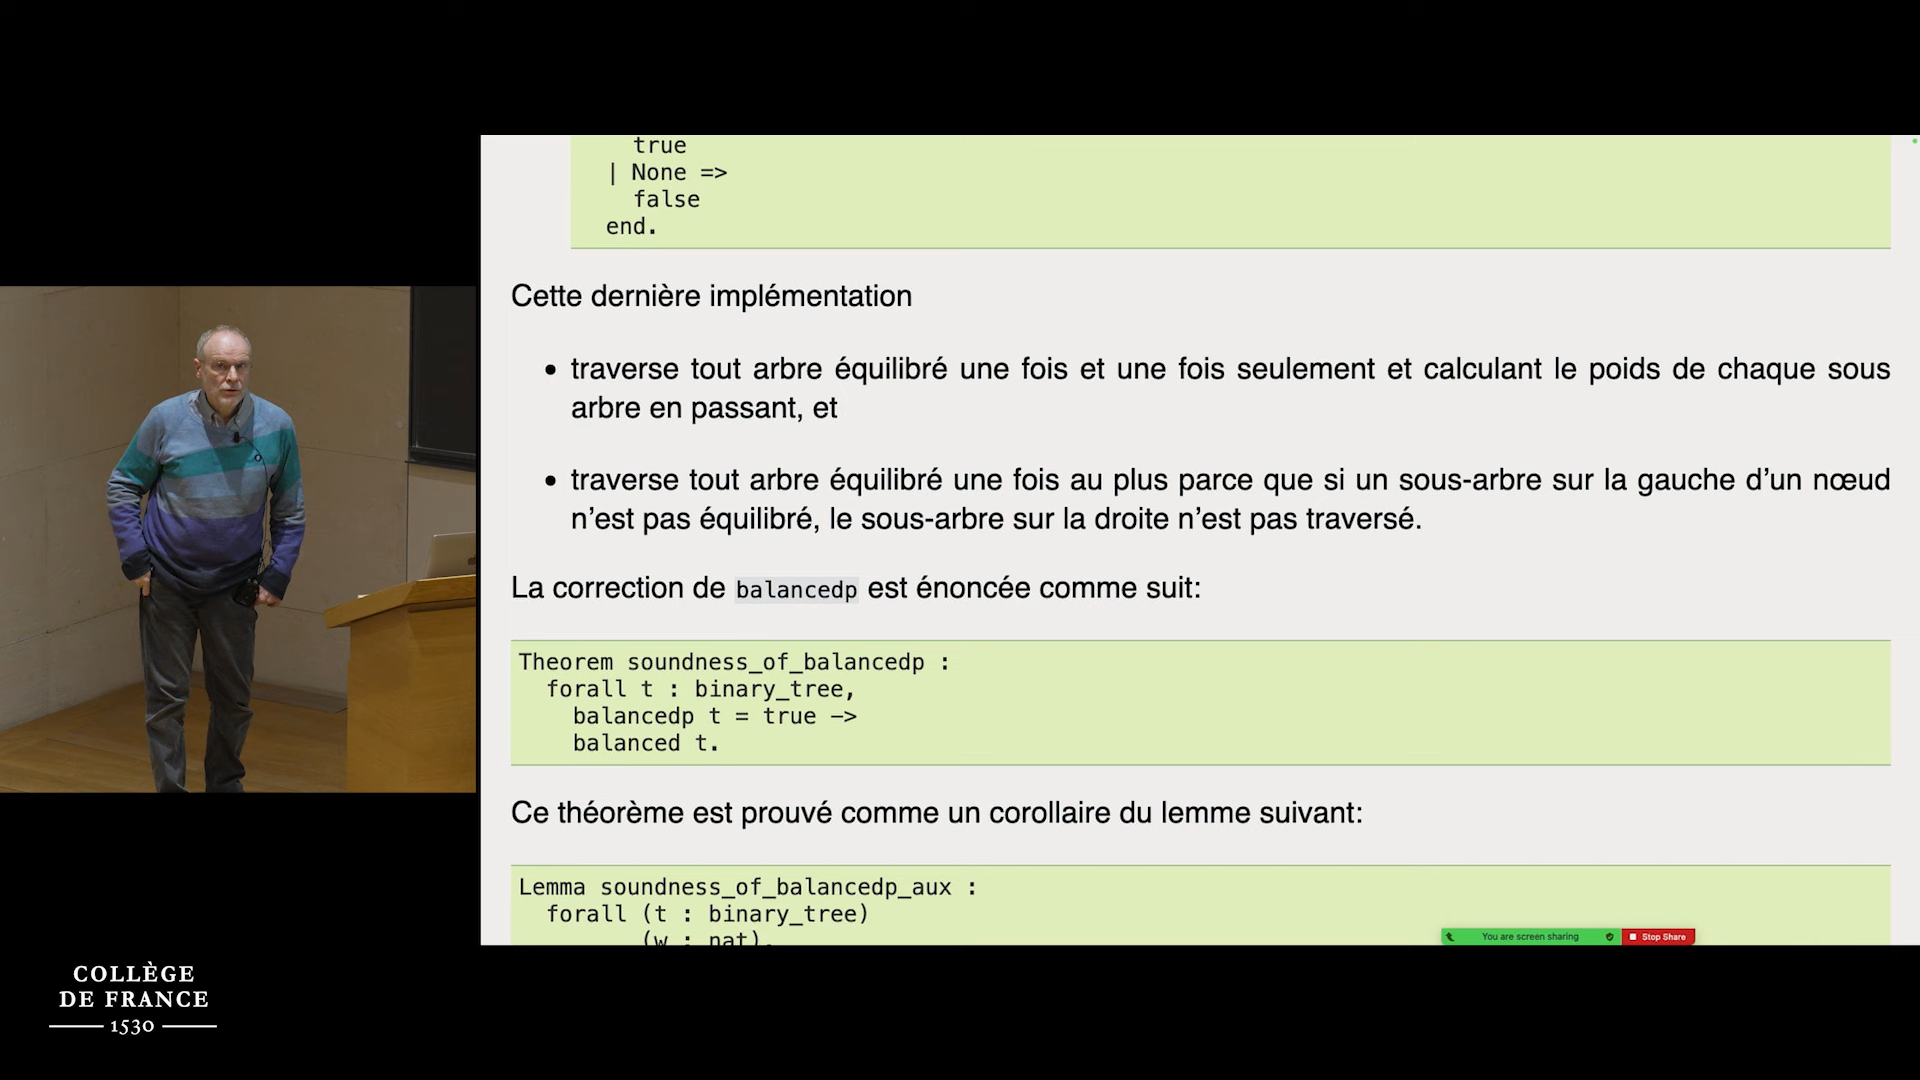 true
| None =>
false
end.
Cette dernière implémentation
• traverse tout arbre équilibré une fois et une fois seulement et calculant le poids de chaque sous
arbre en passant, et
• traverse tout arbre équilibré une fois au plus parce que si un sous-arbre sur la gauche d'un nœud
n'est pas équilibré, le sous-arbre sur la droite n'est pas traversé.
La correction de balancedp est énoncée comme suit:
Theorem soundness_of_balancedp :
forall t : binary_tree,
balancedp t = true ->
balanced t.
Ce théorème est prouvé comme un corollaire du lemme suivant:
Lemma soundness_of_balancedp_aux :
forall (t : binary_tree)
(w : nat),
You are screen sharing
Stop Share
COLLÈGE
DE FRANCE
1530